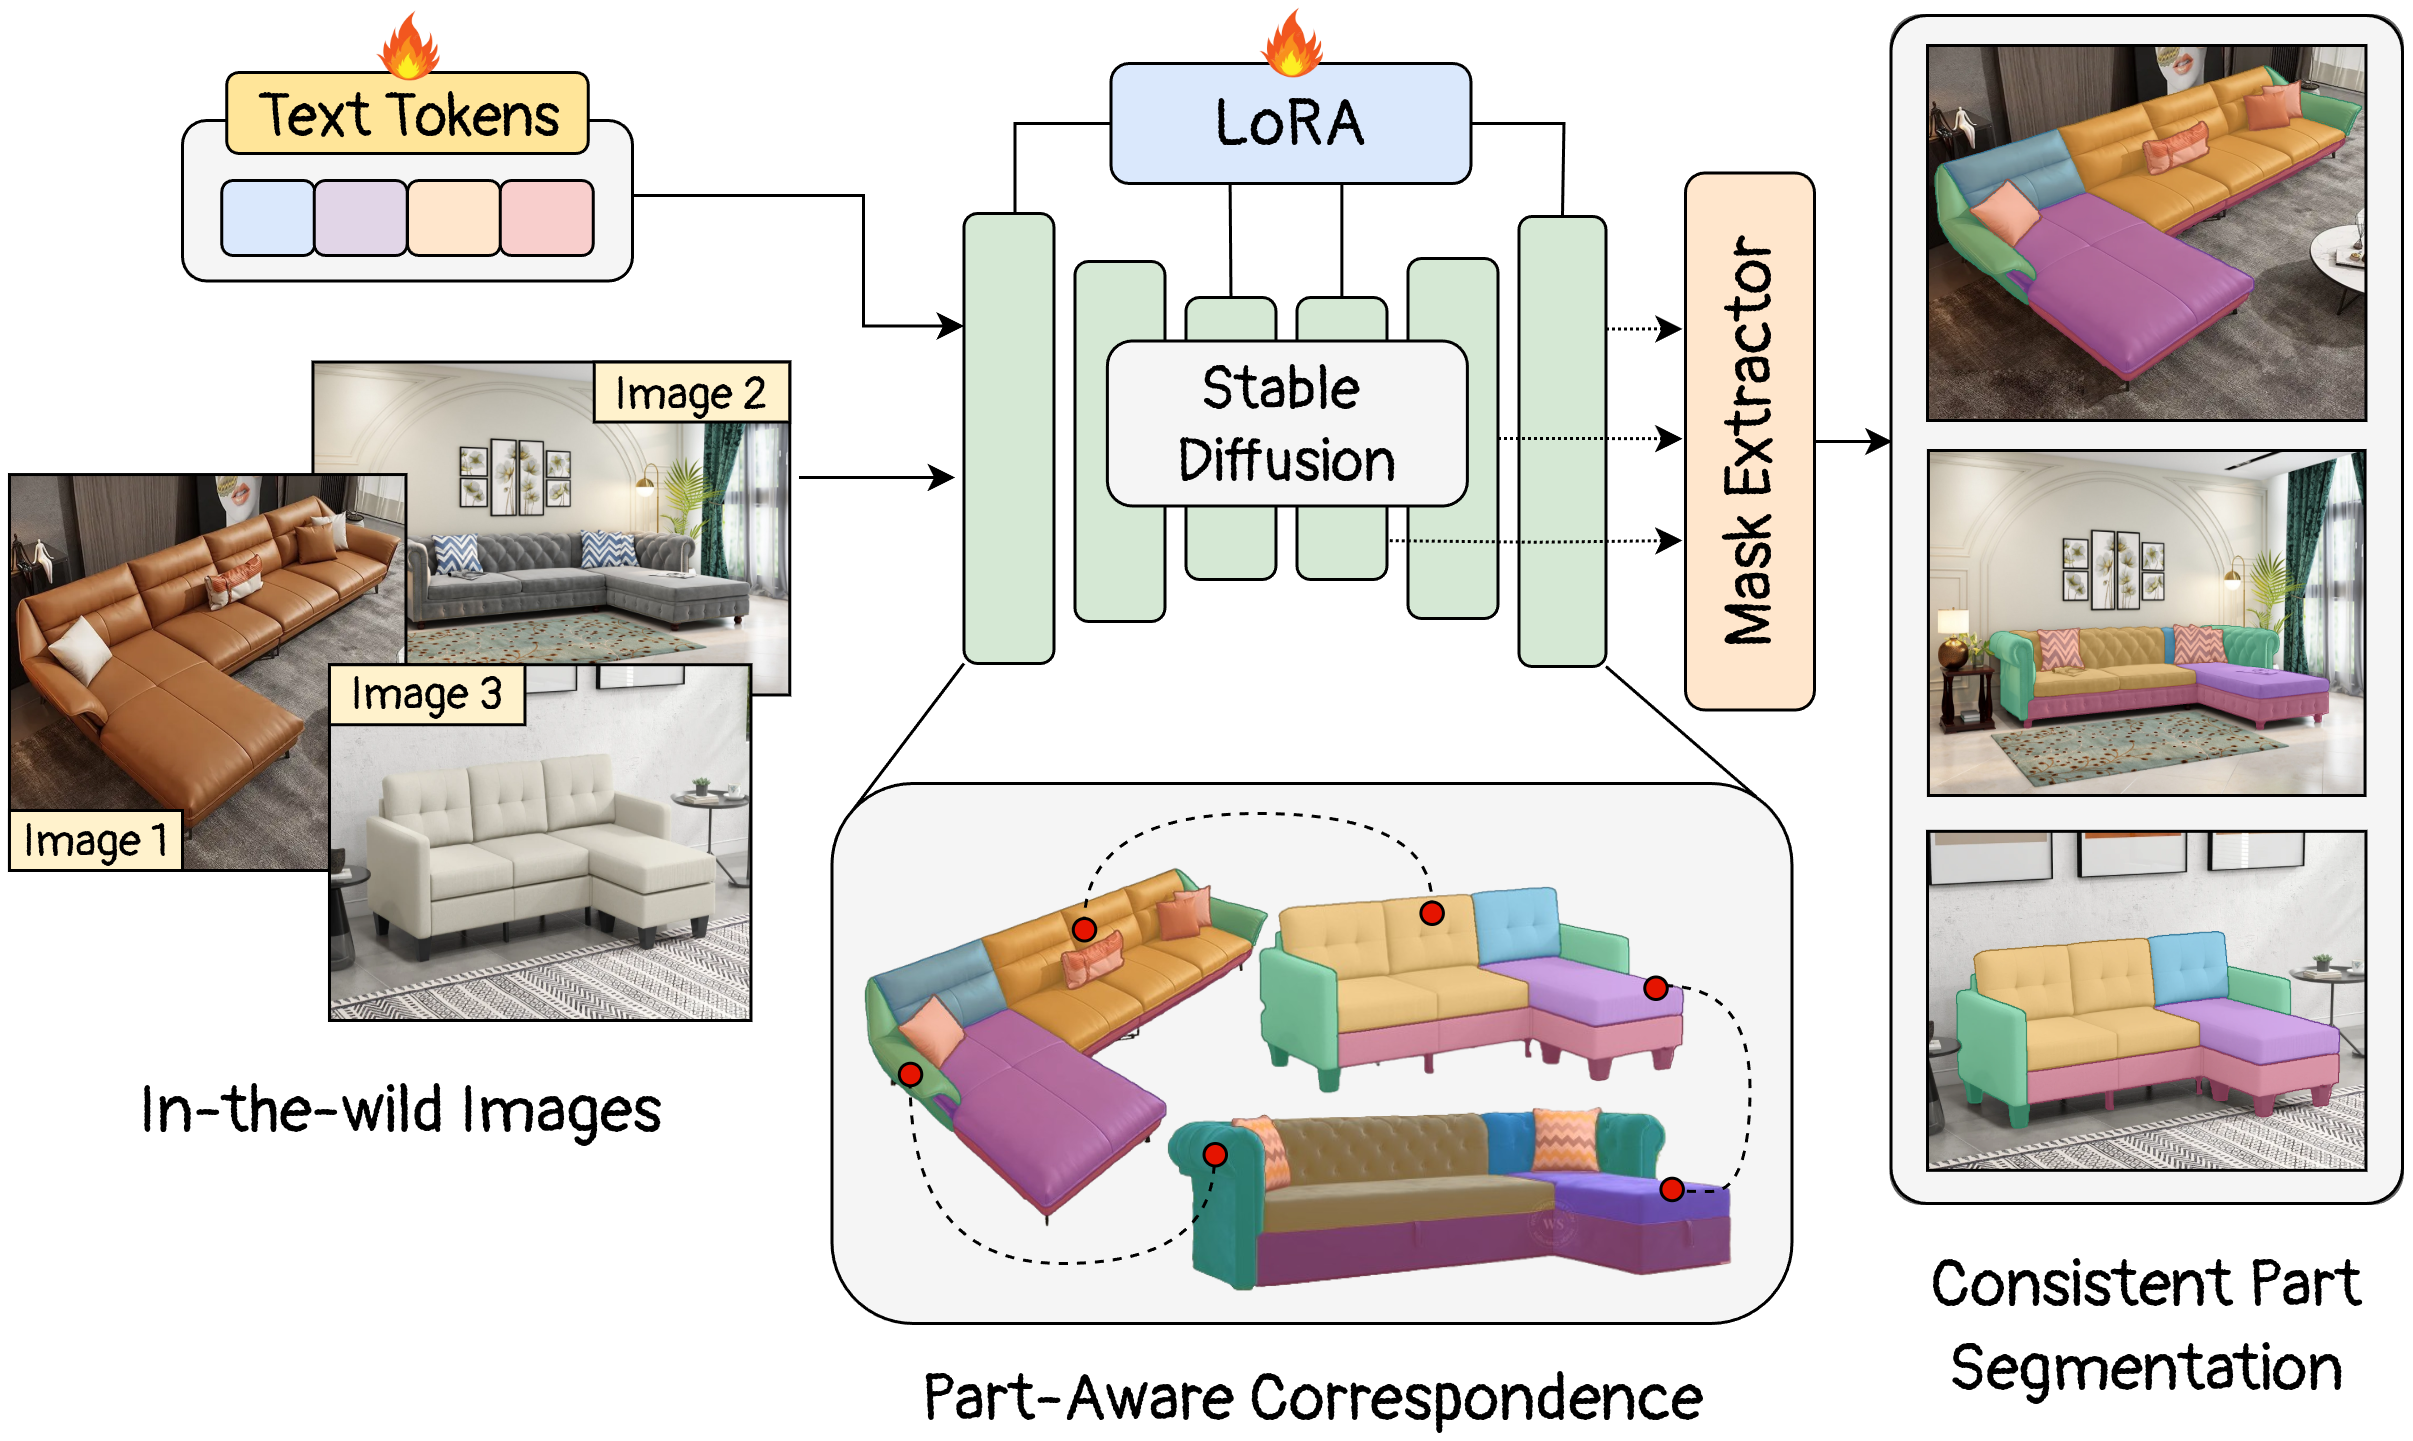 Text Tokens
LoRA
Image 2
Stable
Diffusion
Mask Extractor
Image 3
Image 1
In-the-wild Images
WS
Part-Aware Correspondence
Consistent Part
Segmentation